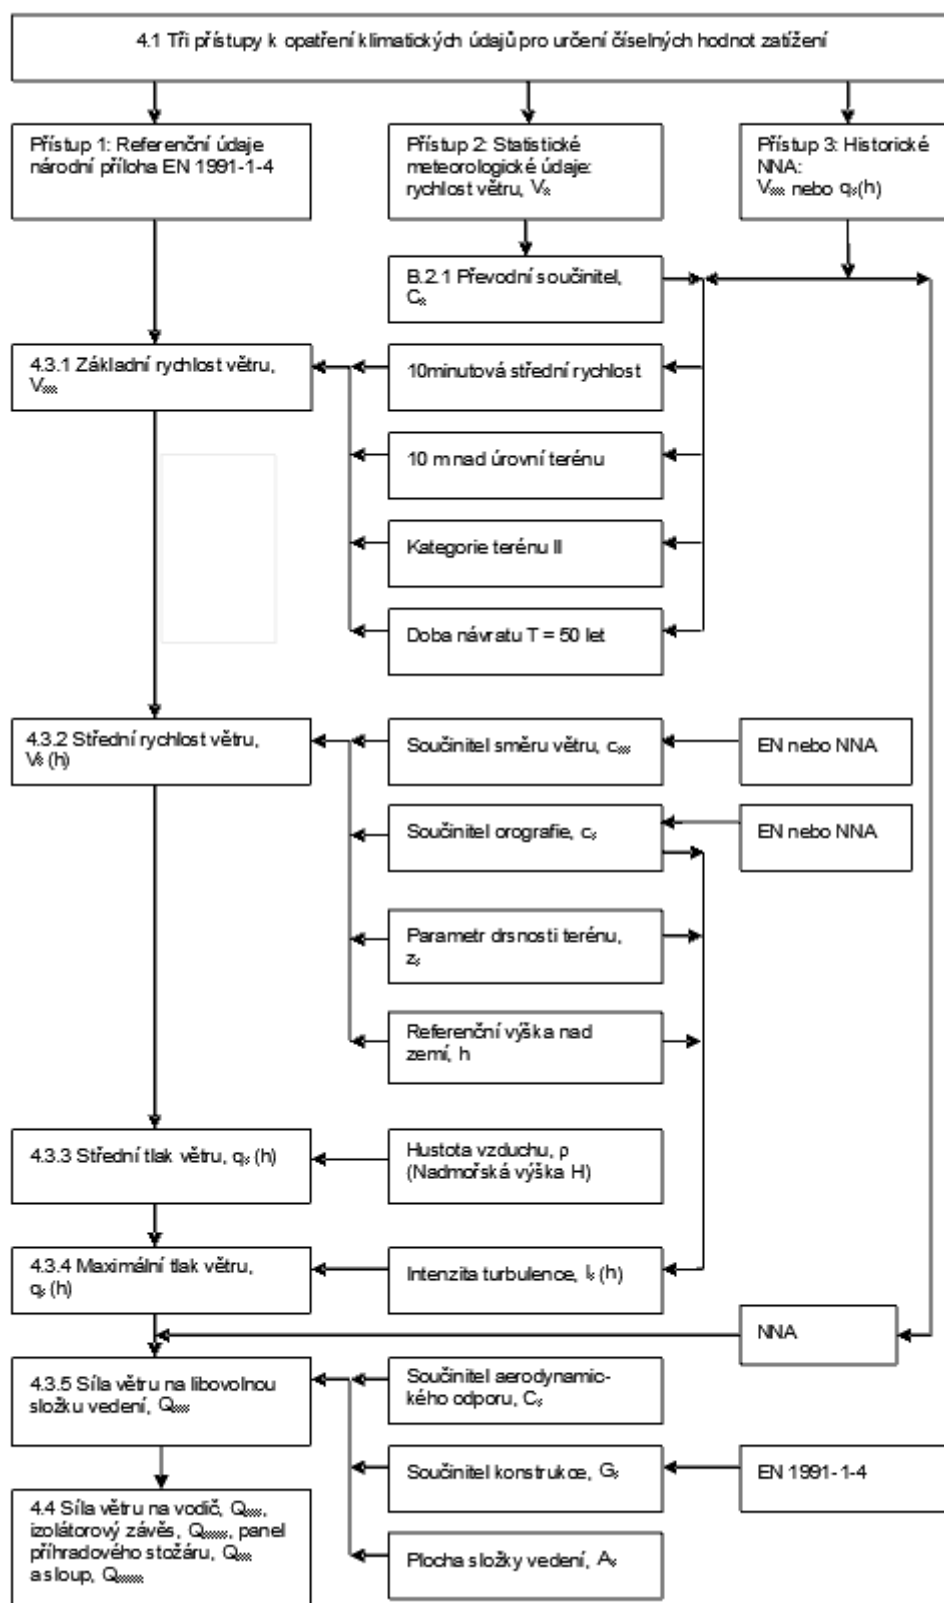 4.1 Tři přístupy k opatření klimatických údajů pro určení číselných hodnot zatížení
Přístup 1: Referenční údaje
národní příloha EN 1991-1-4
Přístup 2: Statistické
meteorologické údaje:
rychlost větru, V
Přístup 3: Historické
NNA:
V nebo q (h)
B.2.1 Převodní součinitel,
C
4.3.1 Základní rychlost větru,
V
10minutová střední rychlost
10 m nad úrovní terénu
Kategorie terénu II
Doba návratu T = 50 let
4.3.2 Střední rychlost větru,
V (h)
Součinitel směru větru, c
EN nebo NNA
Součinitel orografie, c
EN nebo NNA
Parametr drsnosti terénu,
z
Referenční výška nad
zemí, h
4.3.3 Střední tlak větru, q (h)
Hustota vzduchu, ρ
(Nadmořská výška H)
4.3.4 Maximální tlak větru,
q (h)
Intenzita turbulence, I (h)
NNA
4.3.5 Síla větru na libovolnou
složku vedení, Q
Součinitel aerodynamic-
kého odporu, C
Součinitel konstrukce, G
EN 1991-1-4
4.4 Síla větru na vodič, Q ,
izolátorový závěs, Q , panel
příhradového stožáru, Q
a sloup, Q
Plocha složky vedení, A